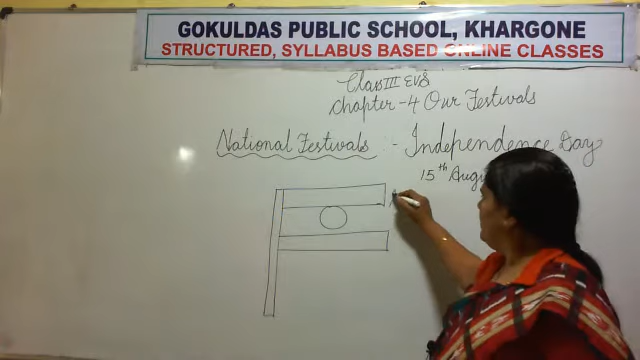 GOKULDAS PUBLIC SCHOOL, KHARGONE
STRUCTURED, SYLLABUS BASED ONLINE CLASSES
Class III EVS
Chapter - 4 Our Festivals
National Festivals :- Independence Day
15th